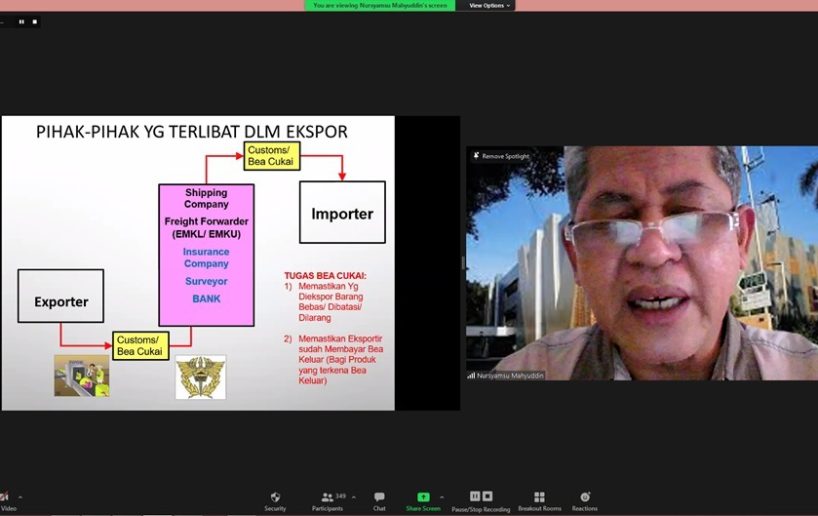 You are viewing Nursyamsu Mahyuddin's screen
View Options
PIHAK-PIHAK YG TERLIBAT DLM EKSPOR
Customs/
Bea Cukai
Shipping
Company
Freight Forwarder
(EMKL/ EMKU)
Insurance
Company
Surveyor
BANK
Importer
Exporter
Customs/
Bea Cukai
TUGAS BEA CUKAI:
1) Memastikan Yg
Diekspor Barang
Bebas/ Dibatasi/
Dilarang
2) Memastikan Eksportir
sudah Membayar Bea
Keluar (Bagi Produk
yang terkena Bea
Keluar)
Remove Spotlight
Nursyamsu Mahyuddin
Video
Security
349
Participants
Chat
Share Screen
Pause/Stop Recording
Breakout Rooms
Reactions